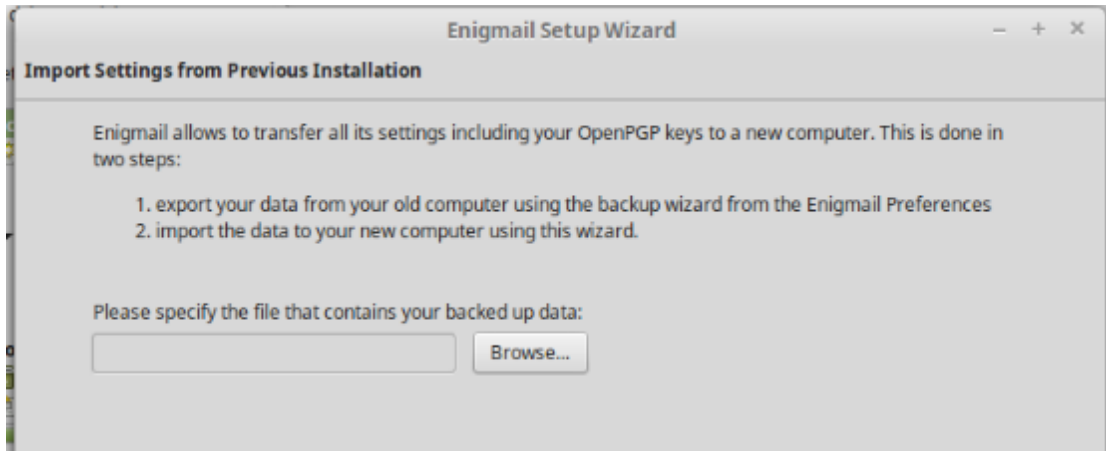 Enigmail Setup Wizard
Import Settings from Previous Installation
Enigmail allows to transfer all its settings including your OpenPGP keys to a new computer. This is done in
two steps:
1. export your data from your old computer using the backup wizard from the Enigmail Preferences
2. import the data to your new computer using this wizard.
Please specify the file that contains your backed up data:
Browse...